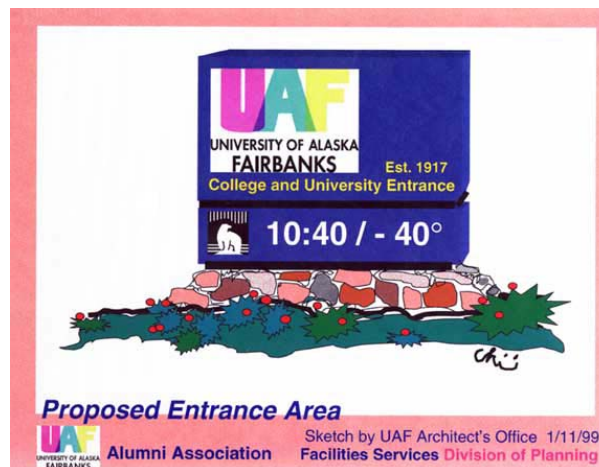 UAF
UNIVERSITY OF ALASKA
FAIRBANKS
Est. 1917
College and University Entrance
10:40 / - 40°
Chii
Proposed Entrance Area
UAF
UNIVERSITY OF ALASKA
FAIRBANKS
Alumni Association
Sketch by UAF Architect's Office 1/11/99
Facilities Services Division of Planning